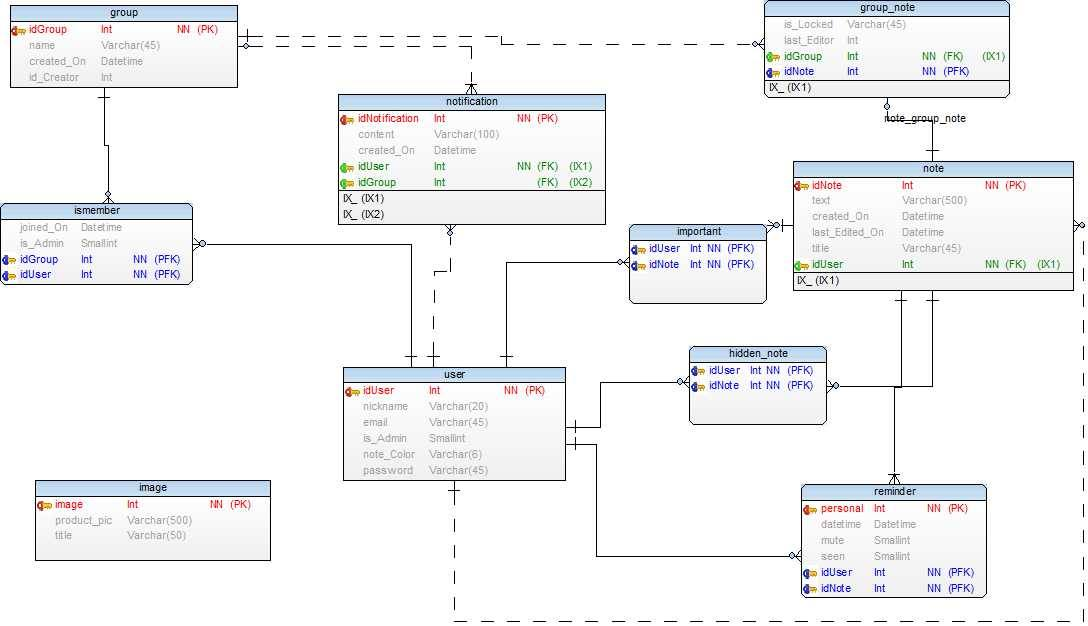 group
idGroup Int NN (PK)
name Varchar(45)
created_On Datetime
id_Creator Int
group_note
is_Locked Varchar(45)
last_Editor Int
idGroup Int NN (FK) (IX1)
idNote Int NN (PFK)
IX_ (IX1)
note_group_note
notification
idNotification Int NN (PK)
content Varchar(100)
created_On Datetime
idUser Int NN (FK) (IX1)
idGroup Int (FK) (IX2)
IX_ (IX1)
IX_ (IX2)
note
idNote Int NN (PK)
text Varchar(500)
created_On Datetime
last_Edited_On Datetime
title Varchar(45)
idUser Int NN (FK) (IX1)
IX_ (IX1)
ismember
joined_On Datetime
is_Admin Smallint
idGroup Int NN (PFK)
idUser Int NN (PFK)
important
idUser Int NN (PFK)
idNote Int NN (PFK)
hidden_note
idUser Int NN (PFK)
idNote Int NN (PFK)
user
idUser Int NN (PK)
nickname Varchar(20)
email Varchar(45)
is_Admin Smallint
note_Color Varchar(6)
password Varchar(45)
image
image Int NN (PK)
product_pic Varchar(500)
title Varchar(50)
reminder
personal Int NN (PK)
datetime Datetime
mute Smallint
seen Smallint
idUser Int NN (PFK)
idNote Int NN (PFK)